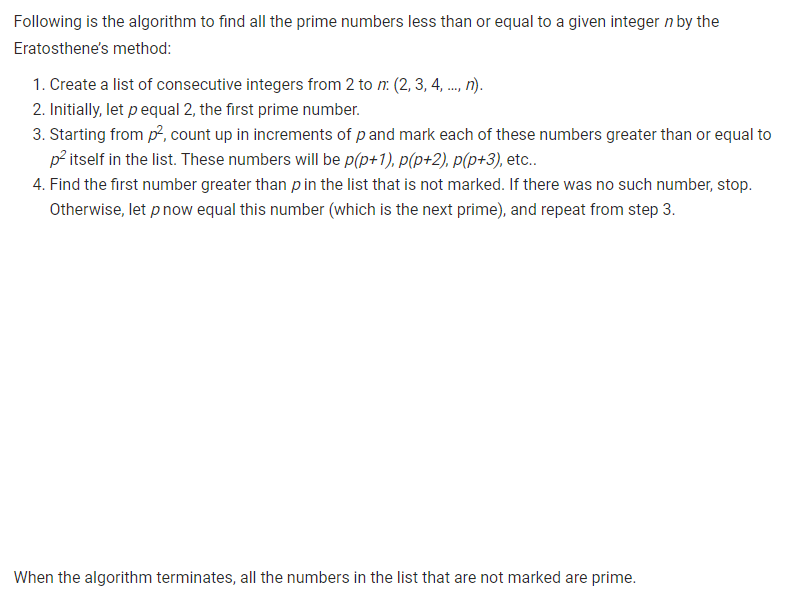 Following is the algorithm to find all the prime numbers less than or equal to a given integer n by the
Eratosthene's method:
1. Create a list of consecutive integers from 2 to n: (2, 3, 4, ..., n).
2. Initially, let p equal 2, the first prime number.
3. Starting from p², count up in increments of p and mark each of these numbers greater than or equal to
p² itself in the list. These numbers will be p(p+1), p(p+2), p(p+3), etc..
4. Find the first number greater than p in the list that is not marked. If there was no such number, stop.
Otherwise, let p now equal this number (which is the next prime), and repeat from step 3.
When the algorithm terminates, all the numbers in the list that are not marked are prime.